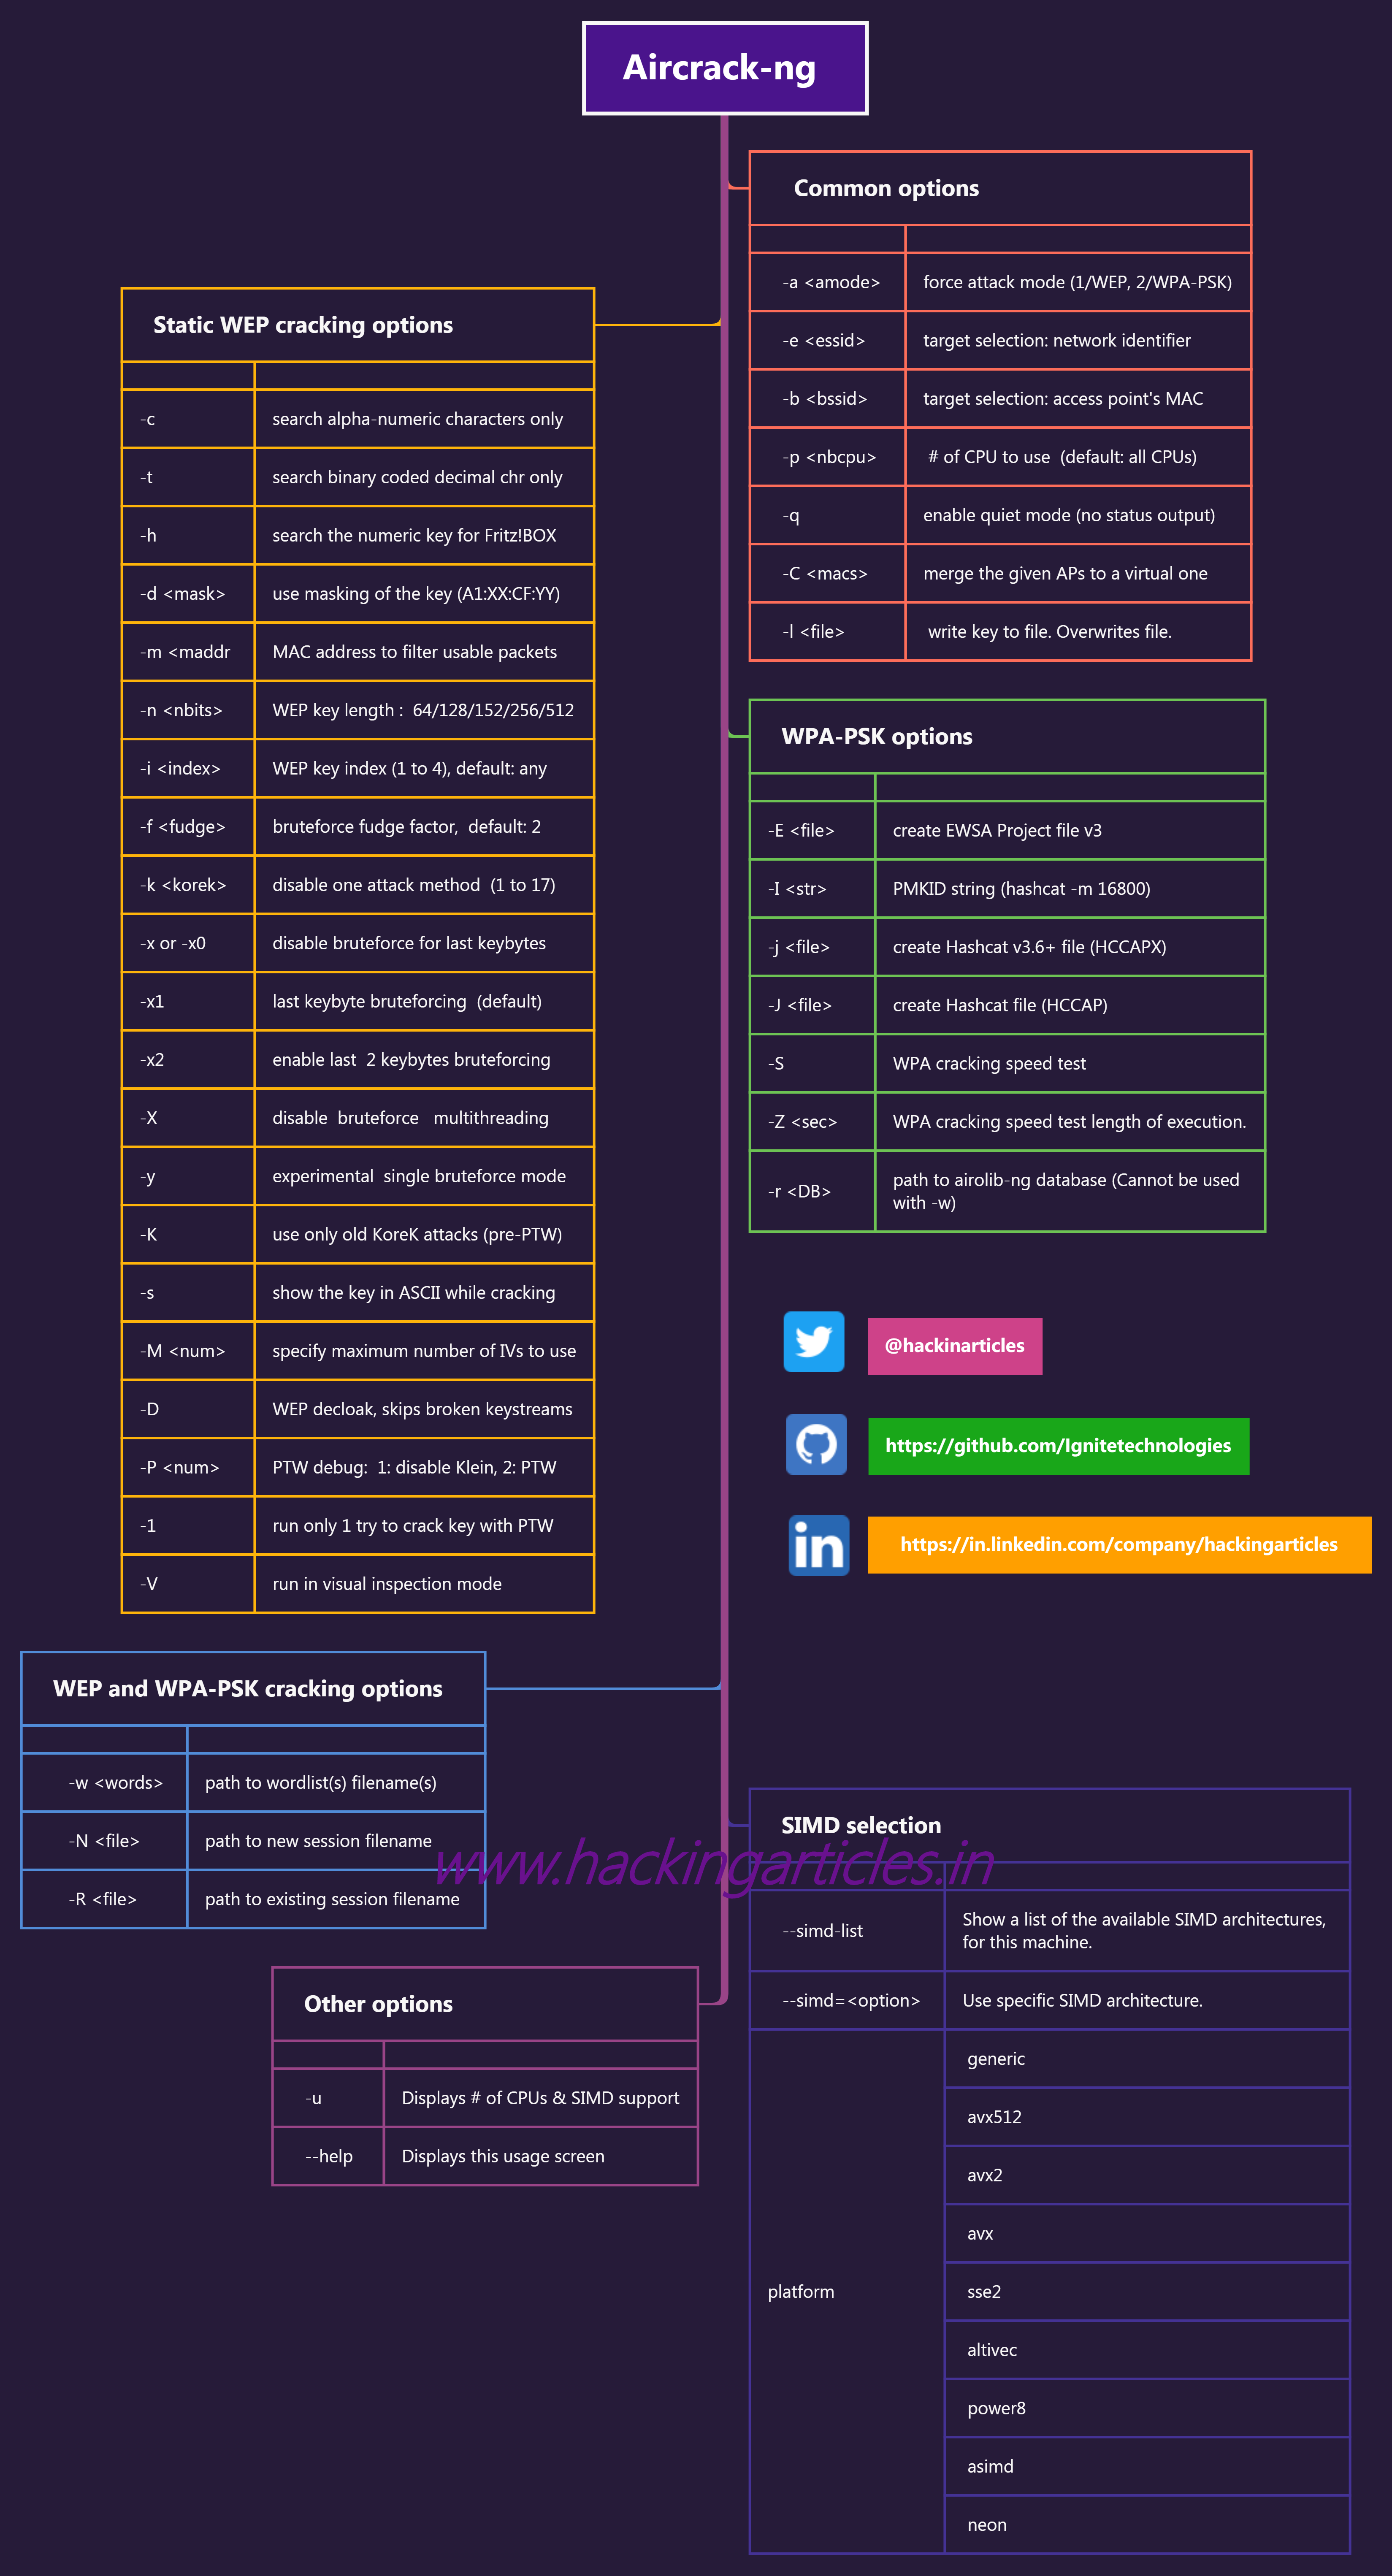 Aircrack-ng
Common options
-a <amode> force attack mode (1/WEP, 2/WPA-PSK)
-e <essid> target selection: network identifier
-b <bssid> target selection: access point's MAC
-p <nbcpu> # of CPU to use  (default: all CPUs)
-q enable quiet mode (no status output)
-C <macs> merge the given APs to a virtual one
-l <file> write key to file. Overwrites file.
Static WEP cracking options
-c search alpha-numeric characters only
-t search binary coded decimal chr only
-h search the numeric key for Fritz!BOX
-d <mask> use masking of the key (A1:XX:CF:YY)
-m <maddr MAC address to filter usable packets
-n <nbits> WEP key length :  64/128/152/256/512
-i <index> WEP key index (1 to 4), default: any
-f <fudge> bruteforce fudge factor,  default: 2
-k <korek> disable one attack method  (1 to 17)
-x or -x0 disable bruteforce for last keybytes
-x1 last keybyte bruteforcing  (default)
-x2 enable last  2 keybytes bruteforcing
-X disable  bruteforce   multithreading
-y experimental  single bruteforce mode
-K use only old KoreK attacks (pre-PTW)
-s show the key in ASCII while cracking
-M <num> specify maximum number of IVs to use
-D WEP decloak, skips broken keystreams
-P <num> PTW debug:  1: disable Klein, 2: PTW
-1 run only 1 try to crack key with PTW
-V run in visual inspection mode
WPA-PSK options
-E <file> create EWSA Project file v3
-I <str> PMKID string (hashcat -m 16800)
-j <file> create Hashcat v3.6+ file (HCCAPX)
-J <file> create Hashcat file (HCCAP)
-S WPA cracking speed test
-Z <sec> WPA cracking speed test length of execution.
-r <DB> path to airolib-ng database (Cannot be used
with -w)
@hackinarticles
https://github.com/Ignitetechnologies
in https://in.linkedin.com/company/hackingarticles
WEP and WPA-PSK cracking options
-w <words> path to wordlist(s) filename(s)
-N <file> path to new session filename
-R <file> path to existing session filename
www.hackingarticles.in
Other options
-u Displays # of CPUs & SIMD support
--help Displays this usage screen
SIMD selection
--simd-list Show a list of the available SIMD architectures,
for this machine.
--simd=<option> Use specific SIMD architecture.
platform
generic
avx512
avx2
avx
sse2
altivec
power8
asimd
neon